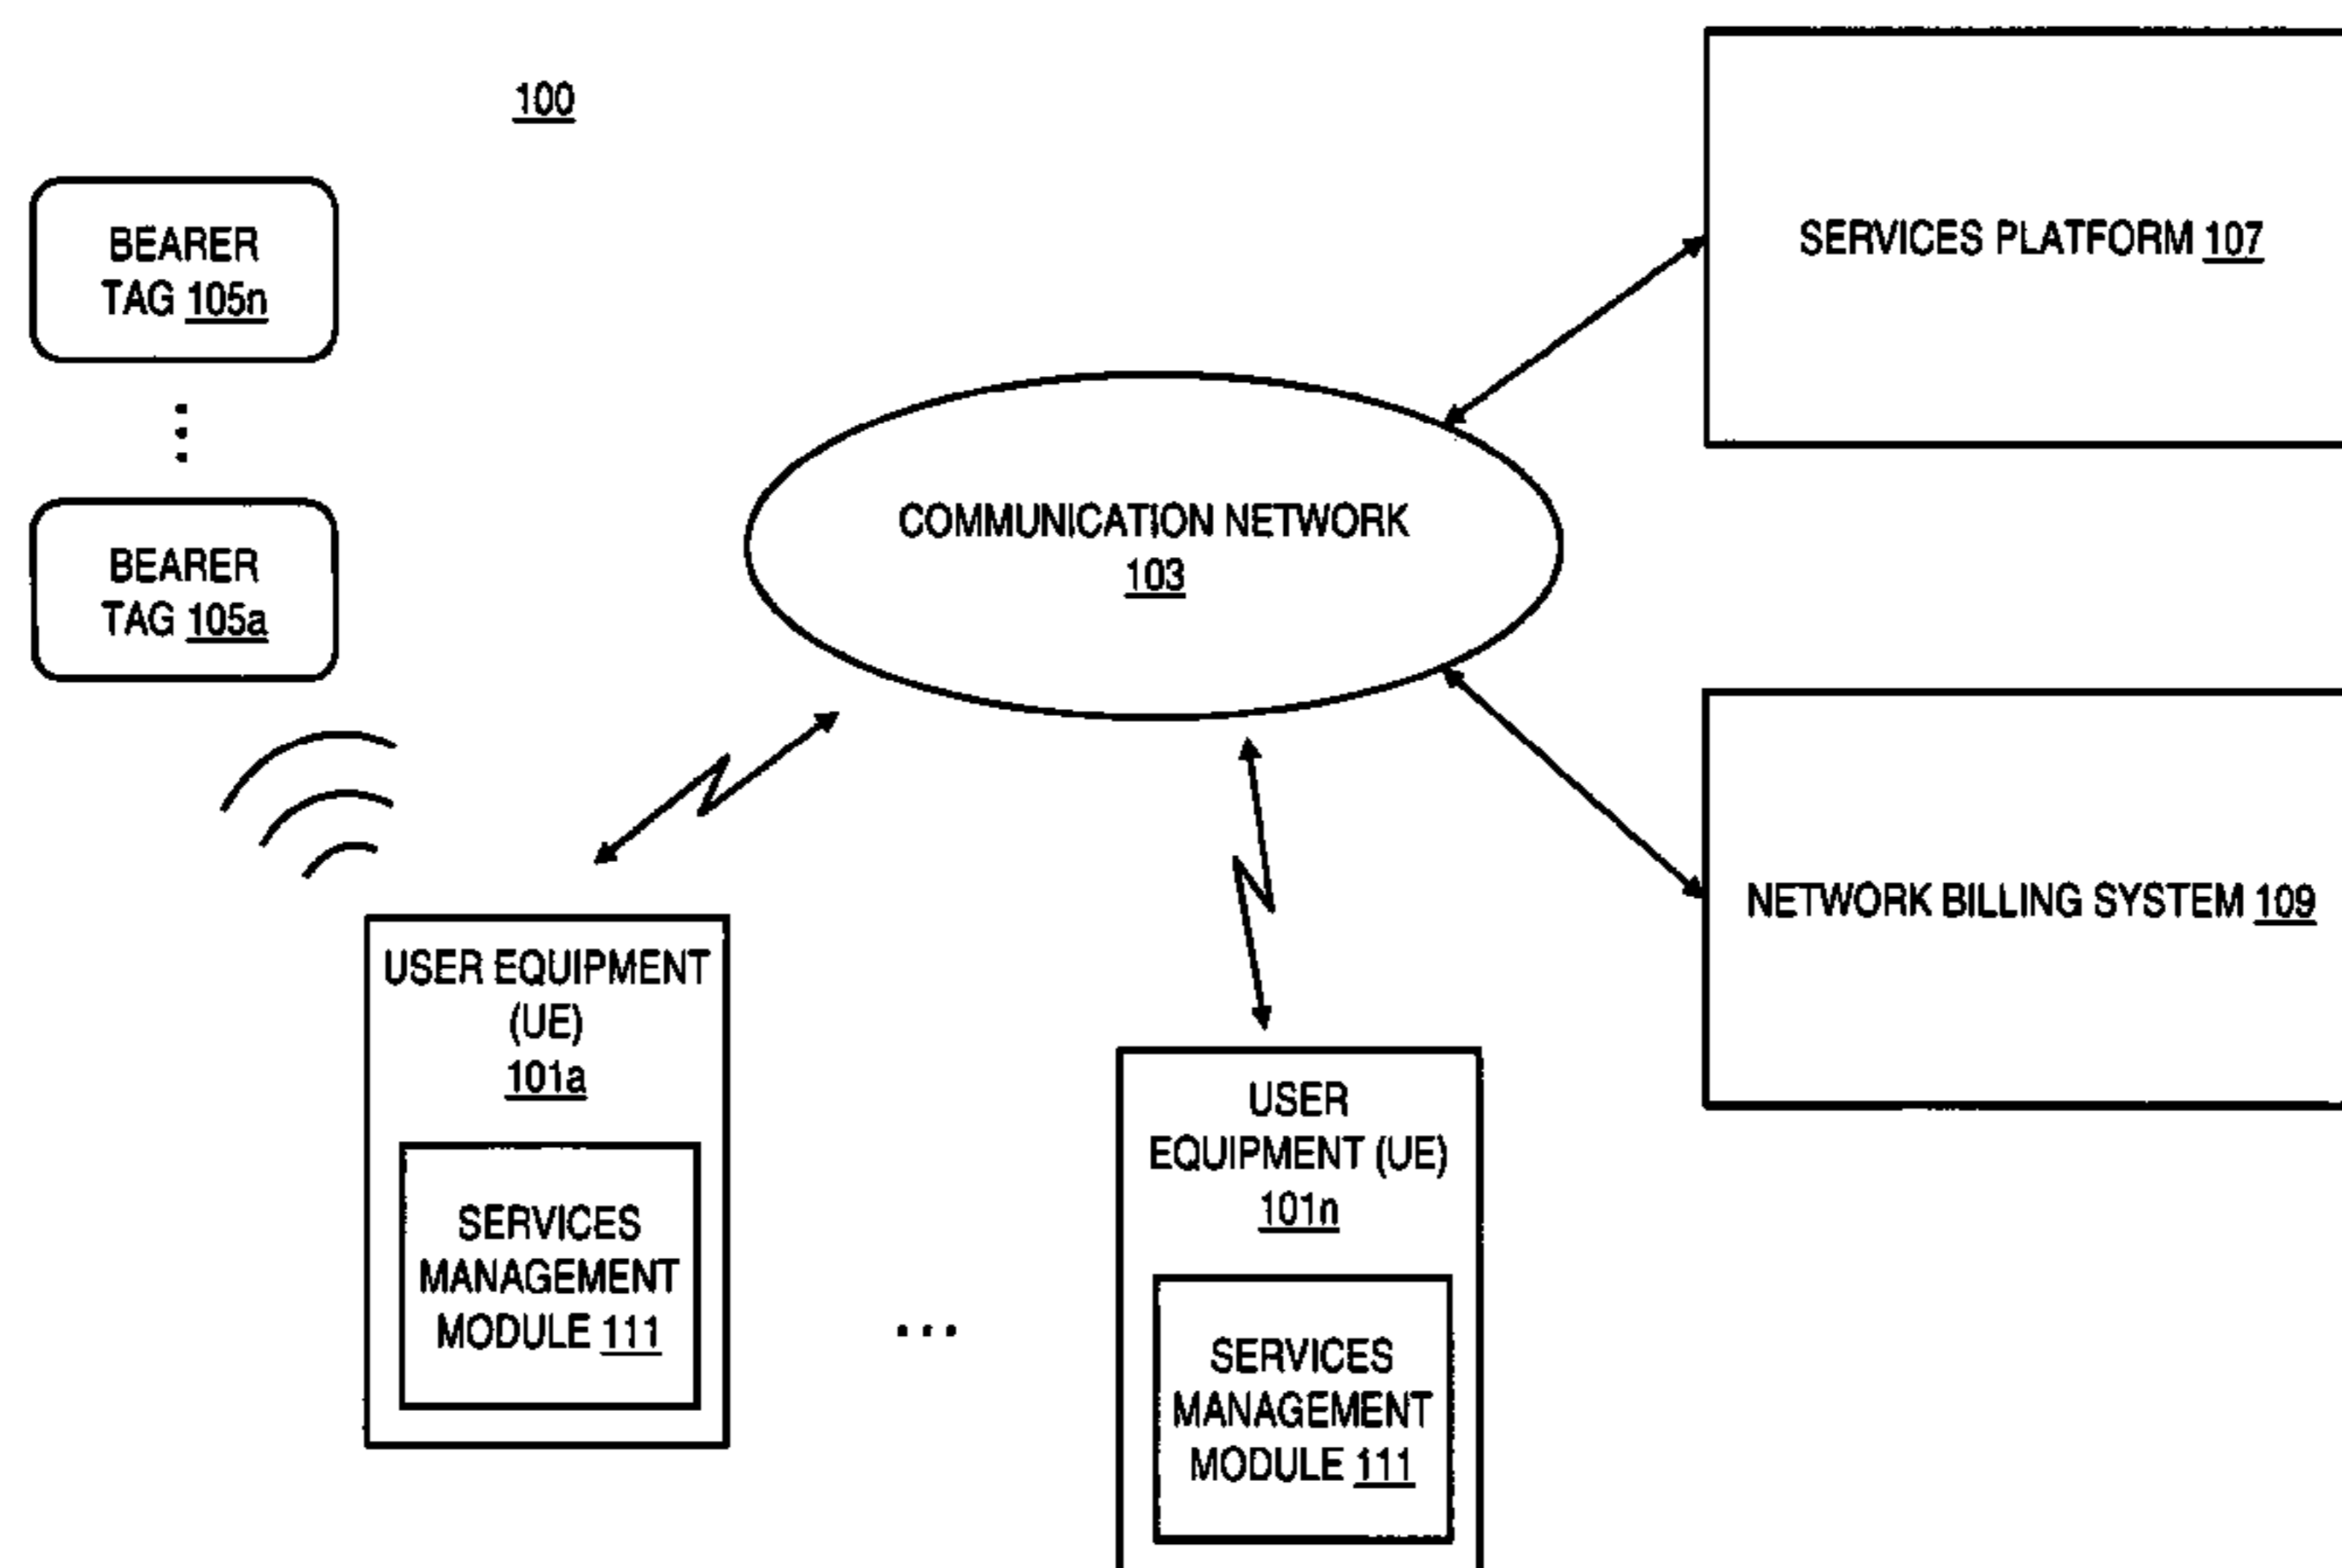 100
BEARER
TAG 105n
BEARER
TAG 105a
COMMUNICATION NETWORK
103
SERVICES PLATFORM 107
NETWORK BILLING SYSTEM 109
USER EQUIPMENT
(UE)
101a
SERVICES
MANAGEMENT
MODULE 111
...
USER
EQUIPMENT (UE)
101n
SERVICES
MANAGEMENT
MODULE 111